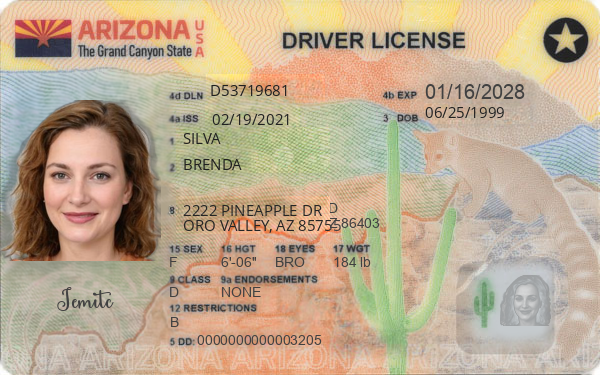 ARIZONA USA
The Grand Canyon State
DRIVER LICENSE
4d DLN D53719681
4b EXP 01/16/2028
4a ISS 02/19/2021
3 DOB 06/25/1999
1 SILVA
2 BRENDA
8 2222 PINEAPPLE DR D
ORO VALLEY, AZ 85755
15 SEX 16 HGT 18 EYES 17 WGT
F 6'-06" BRO 184 lb
9 CLASS 9a ENDORSEMENTS
D NONE
12 RESTRICTIONS
B
Jemite
5 DD: 0000000000003205
ARIZONA ARIZONA ARIZONA ARIZONA